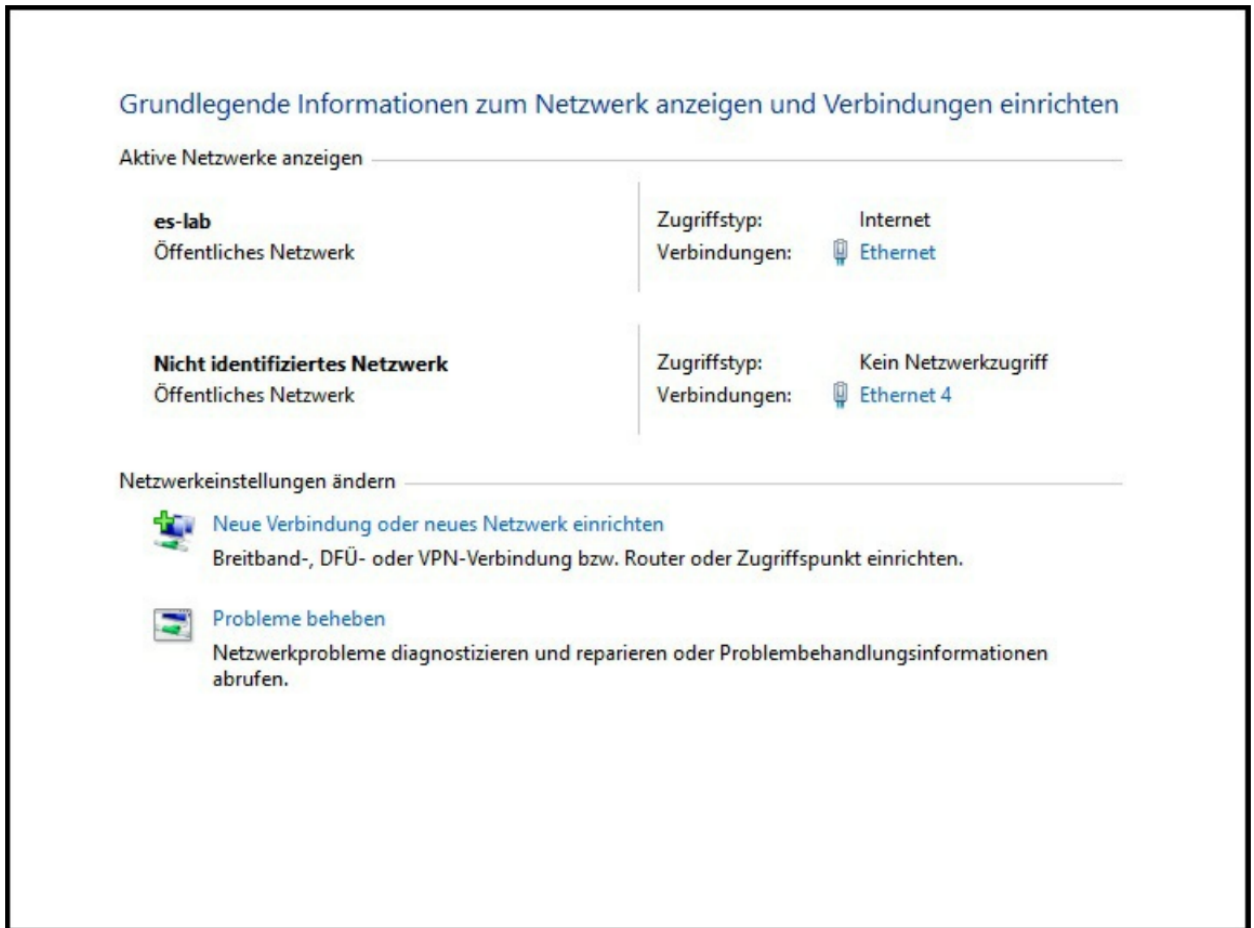 Grundlegende Informationen zum Netzwerk anzeigen und Verbindungen einrichten
Aktive Netzwerke anzeigen
es-lab
Öffentliches Netzwerk
Zugriffstyp: Internet
Verbindungen: Ethernet
Nicht identifiziertes Netzwerk
Öffentliches Netzwerk
Zugriffstyp: Kein Netzwerkzugriff
Verbindungen: Ethernet 4
Netzwerkeinstellungen ändern
Neue Verbindung oder neues Netzwerk einrichten
Breitband-, DFÜ- oder VPN-Verbindung bzw. Router oder Zugriffspunkt einrichten.
Probleme beheben
Netzwerkprobleme diagnostizieren und reparieren oder Problembehandlungsinformationen
abrufen.